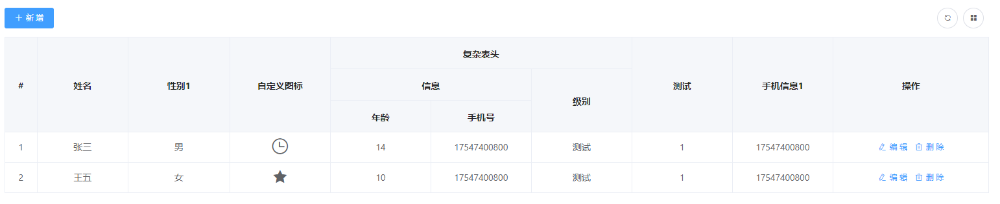 新增
复杂表头
# 姓名 性别1 自定义图标 信息 测试 手机信息1 操作
级别
年龄 手机号
1 张三 男 14 17547400800 测试 1 17547400800 编辑 删除
2 王五 女 10 17547400800 测试 1 17547400800 编辑 删除